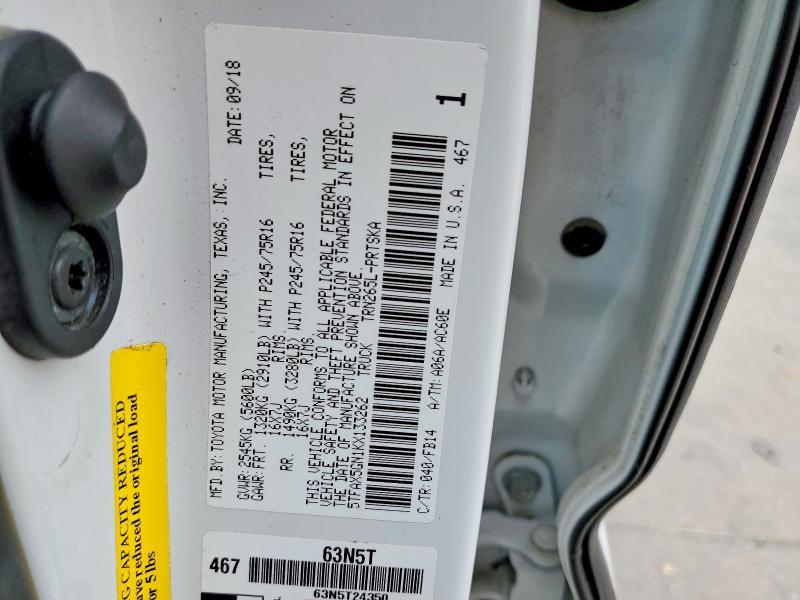 MFD.BY: TOYOTA MOTOR MANUFACTURING, TEXAS, INC. DATE: 09/18
GVWR: 2545KG (5600LB)
GAWR: FRT. 1320KG (2910LB) WITH P245/75R16 TIRES,
16X7J RIMS
RR. 1490KG (3280LB) WITH P245/75R16 TIRES,
16X7J RIMS
THIS VEHICLE CONFORMS TO ALL APPLICABLE FEDERAL MOTOR
VEHICLE SAFETY AND THEFT PREVENTION STANDARDS IN EFFECT ON
THE DATE OF MANUFACTURE SHOWN ABOVE.
5TFAX5GN1KX133262 TRUCK TRN265L-PRTSKA
1
C/TR: 040/FB14 A/TM: A06A/AC60E MADE IN U.S.A. 467
467 63N5T
63N5T24350
G CAPACITY REDUCED
ave reduced the original load
or 5 lbs